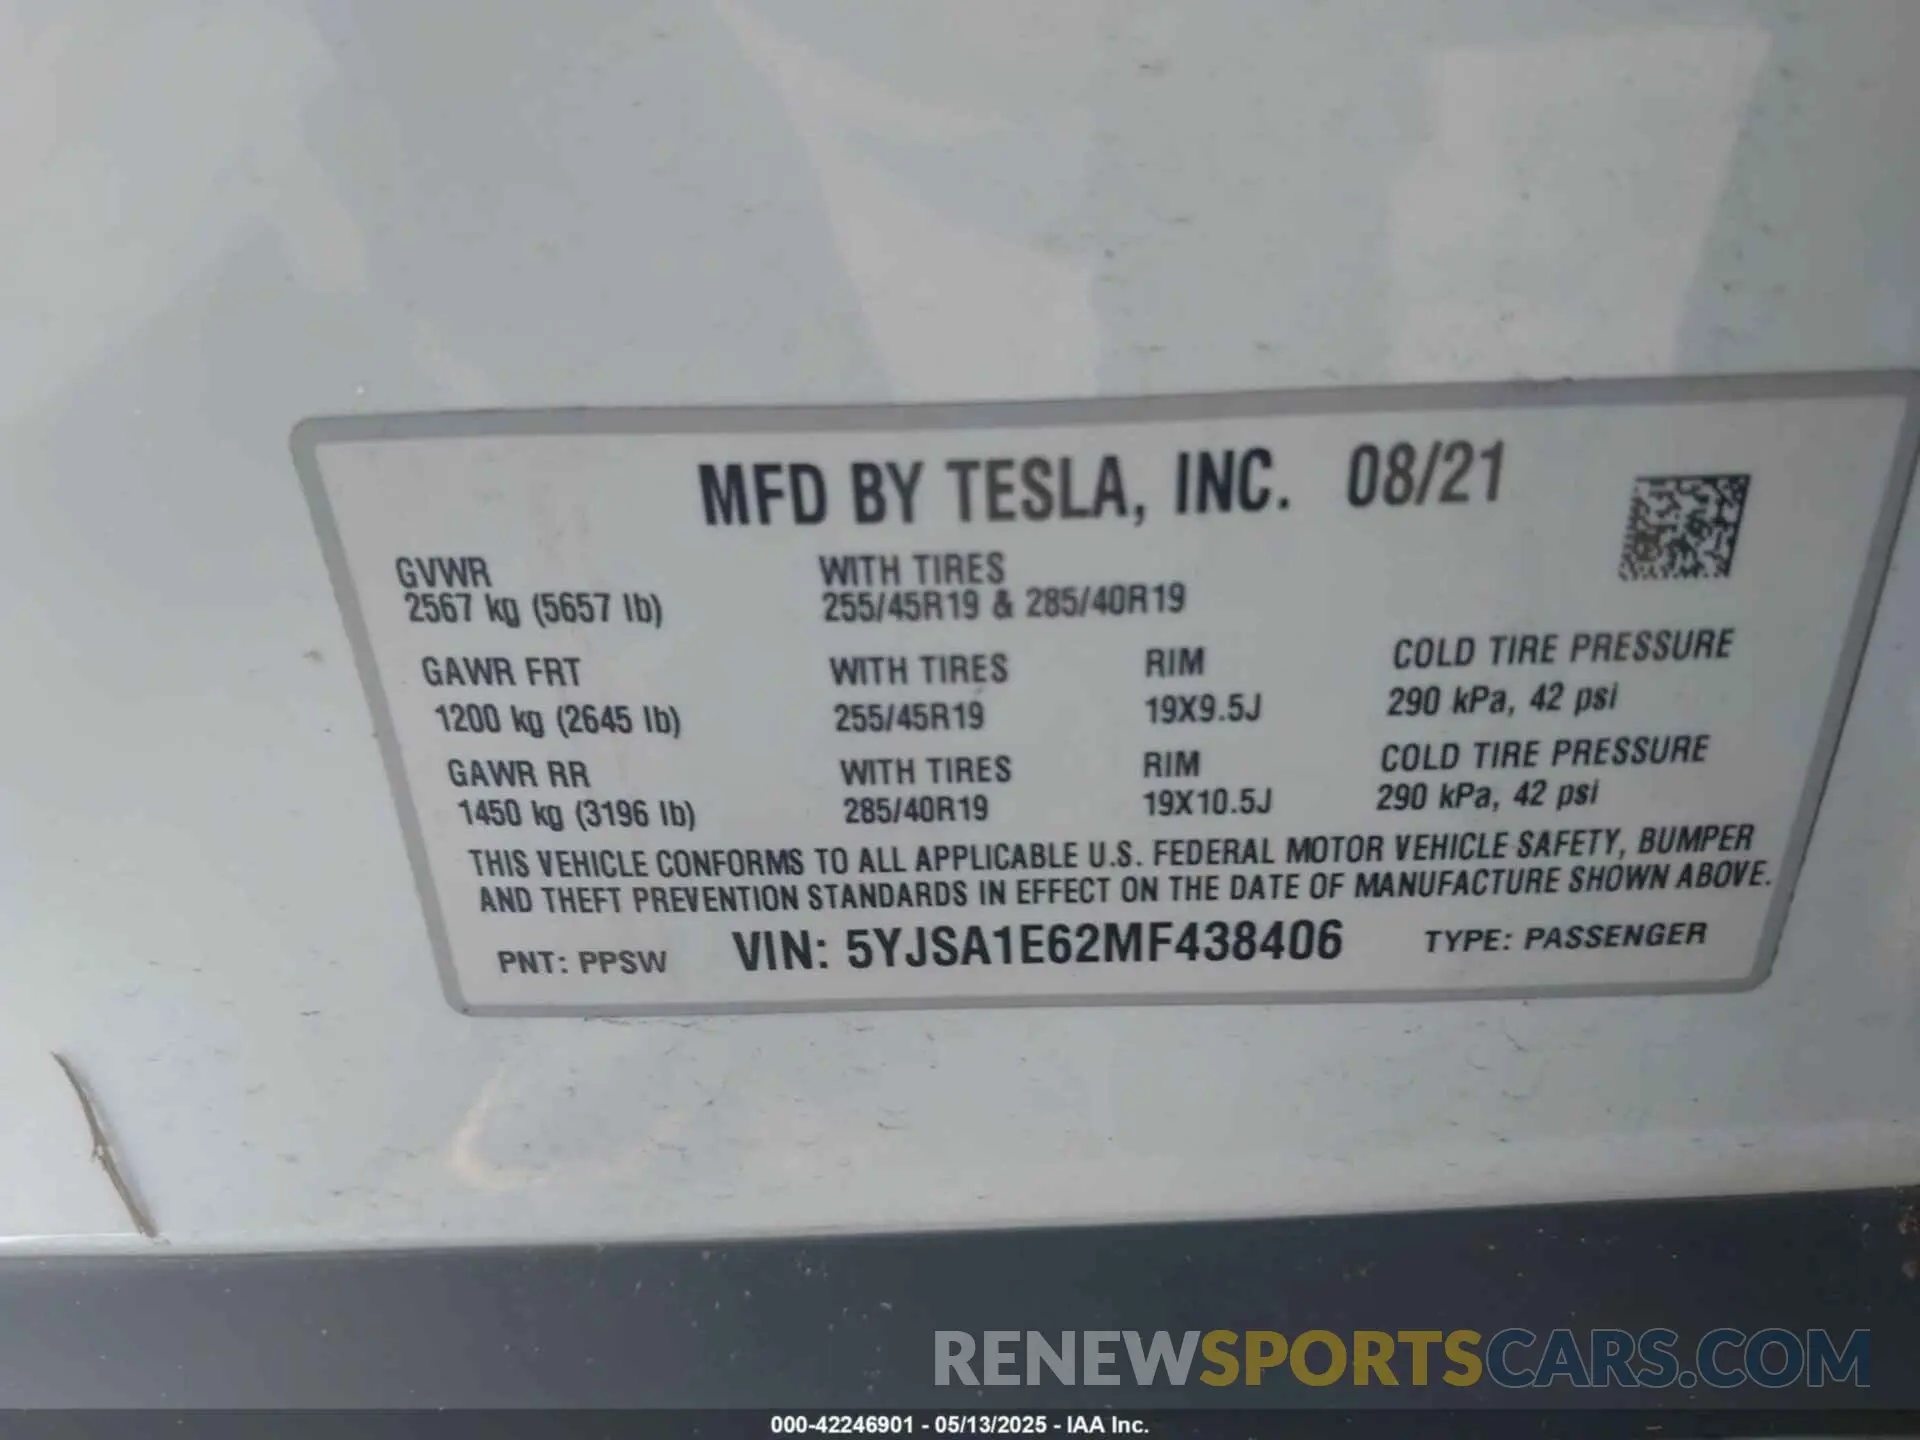 MFD BY TESLA, INC. 08/21
GVWR WITH TIRES
2567 kg (5657 lb) 255/45R19 & 285/40R19
GAWR FRT WITH TIRES RIM COLD TIRE PRESSURE
1200 kg (2645 lb) 255/45R19 19X9.5J 290 kPa, 42 psi
GAWR RR WITH TIRES RIM COLD TIRE PRESSURE
1450 kg (3196 lb) 285/40R19 19X10.5J 290 kPa, 42 psi
THIS VEHICLE CONFORMS TO ALL APPLICABLE U.S. FEDERAL MOTOR VEHICLE SAFETY, BUMPER
AND THEFT PREVENTION STANDARDS IN EFFECT ON THE DATE OF MANUFACTURE SHOWN ABOVE.
PNT: PPSW VIN: 5YJSA1E62MF438406 TYPE: PASSENGER
RENEWSPORTSCARS.COM
000-42246901 - 05/13/2025 - IAA Inc.